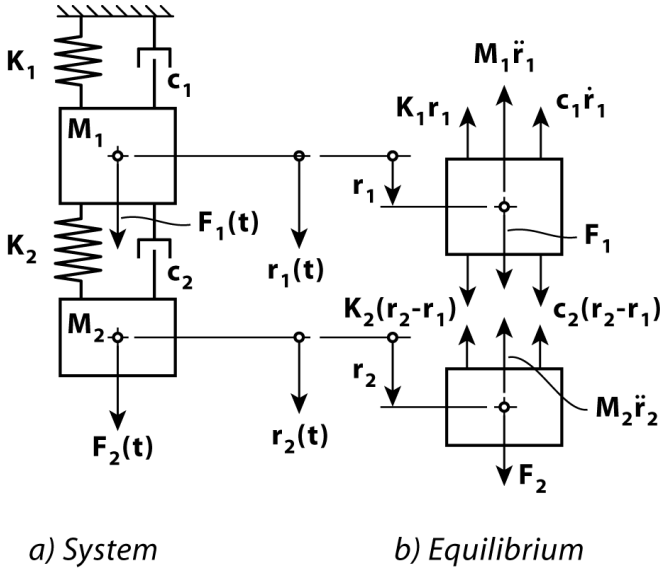 M₁r̈₁
K₁
c₁
K₁r₁
c₁ṙ₁
M₁
r₁
F₁(t)
F₁
K₂
c₂
r₁(t)
K₂(r₂-r₁)
c₂(r₂-r₁)
M₂
r₂
M₂r̈₂
F₂(t)
r₂(t)
F₂
a) System
b) Equilibrium